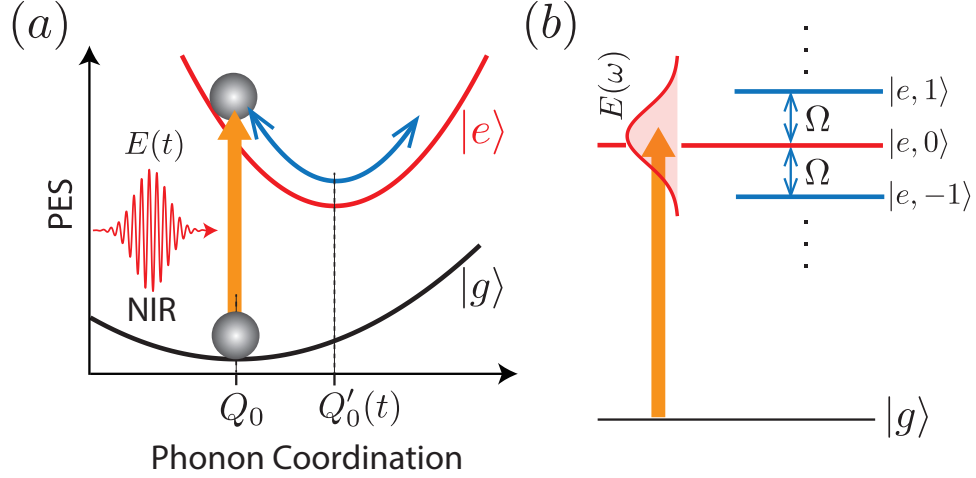 (a)
PES
E(t)
NIR
|e⟩
|g⟩
Q₀
Q′₀(t)
Phonon Coordination
(b)
E(ω)
|e, 1⟩
Ω
|e, 0⟩
Ω
|e, −1⟩
|g⟩